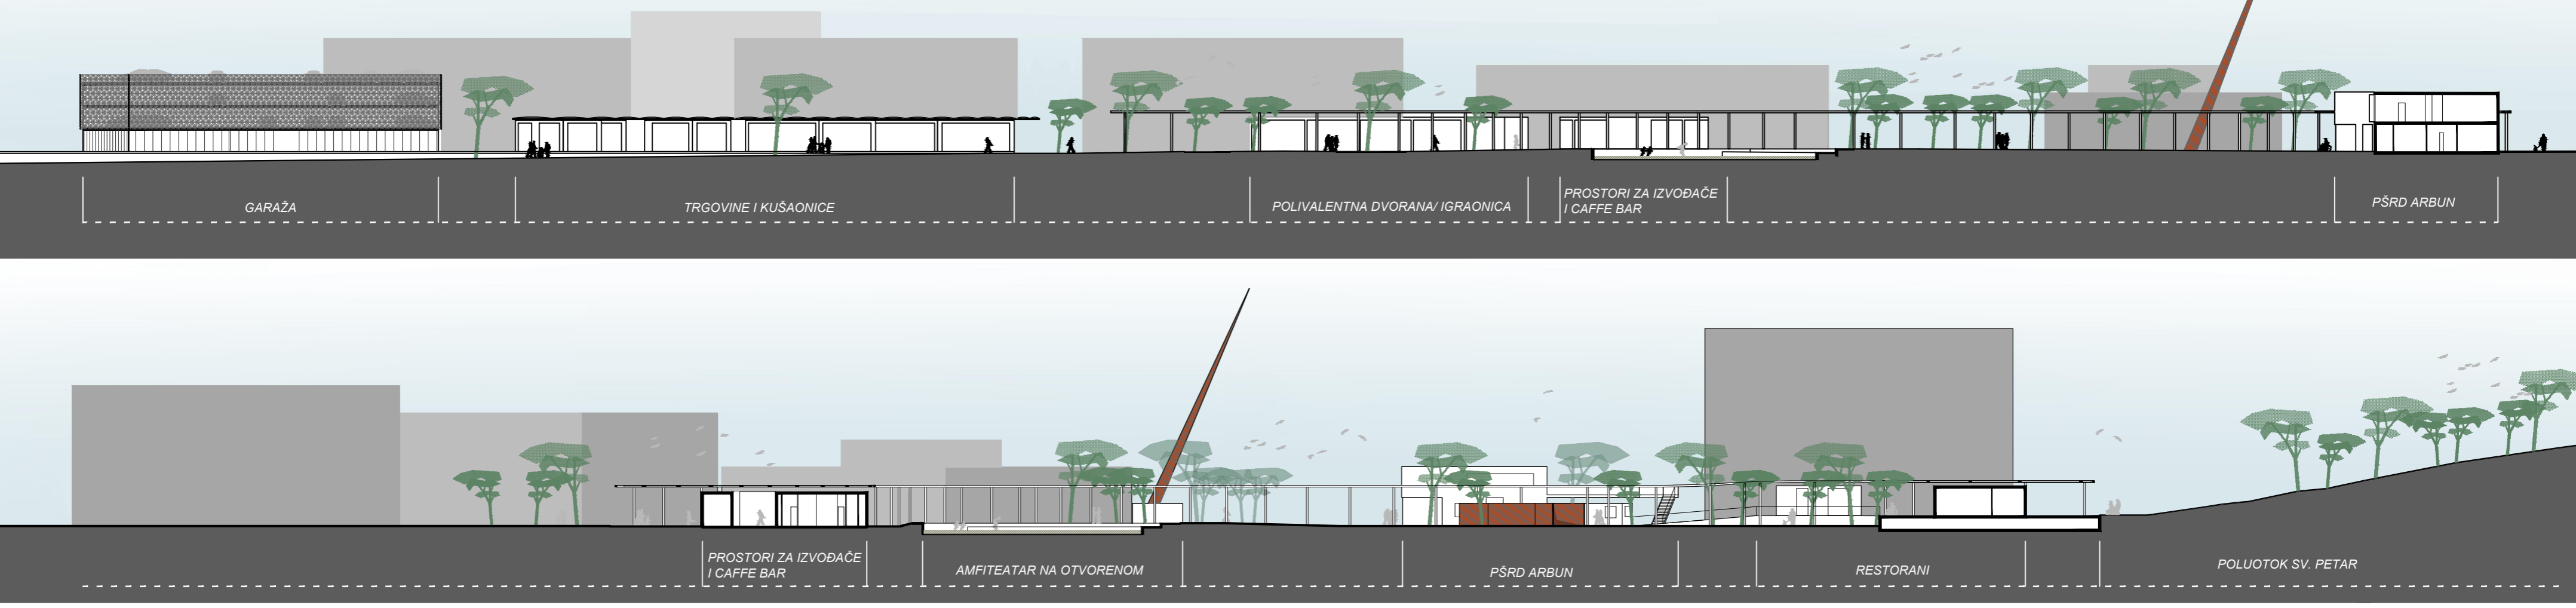 GARAŽA
TRGOVINE I KUŠAONICE
POLIVALENTNA DVORANA/ IGRAONICA
PROSTORI ZA IZVOĐAČE
I CAFFE BAR
PŠRD ARBUN
PROSTORI ZA IZVOĐAČE
I CAFFE BAR
AMFITEATAR NA OTVORENOM
PŠRD ARBUN
RESTORANI
POLUOTOK SV. PETAR